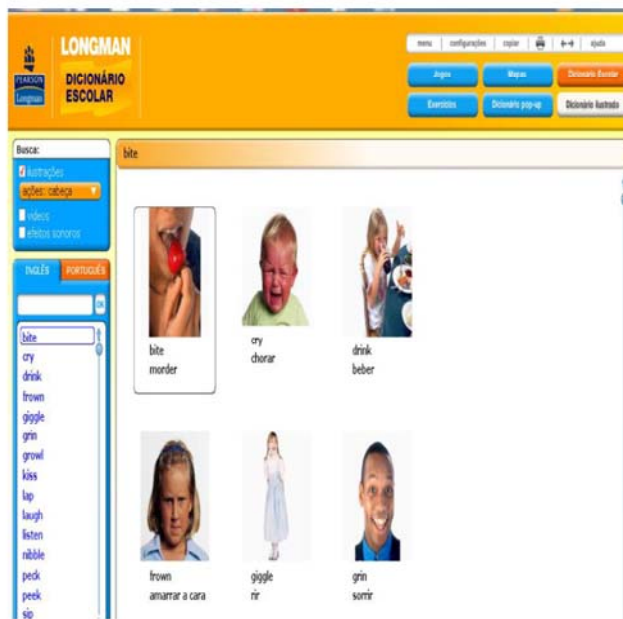 LONGMAN
DICIONÁRIO
ESCOLAR
PEARSON
Longman
menu | configurações | copiar | ajuda
Jogos
Mapas
Dicionário Escolar
Exercícios
Dicionário pop-up
Dicionário ilustrado
Busca:
ilustrações
ações: cabeça
videos
efeitos sonoros
INGLÊS
PORTUGUÊS
OK
bite
cry
drink
frown
giggle
grin
growl
kiss
lap
laugh
listen
nibble
peck
peek
sip
bite
bite
morder
cry
chorar
drink
beber
frown
amarrar a cara
giggle
rir
grin
sorrir